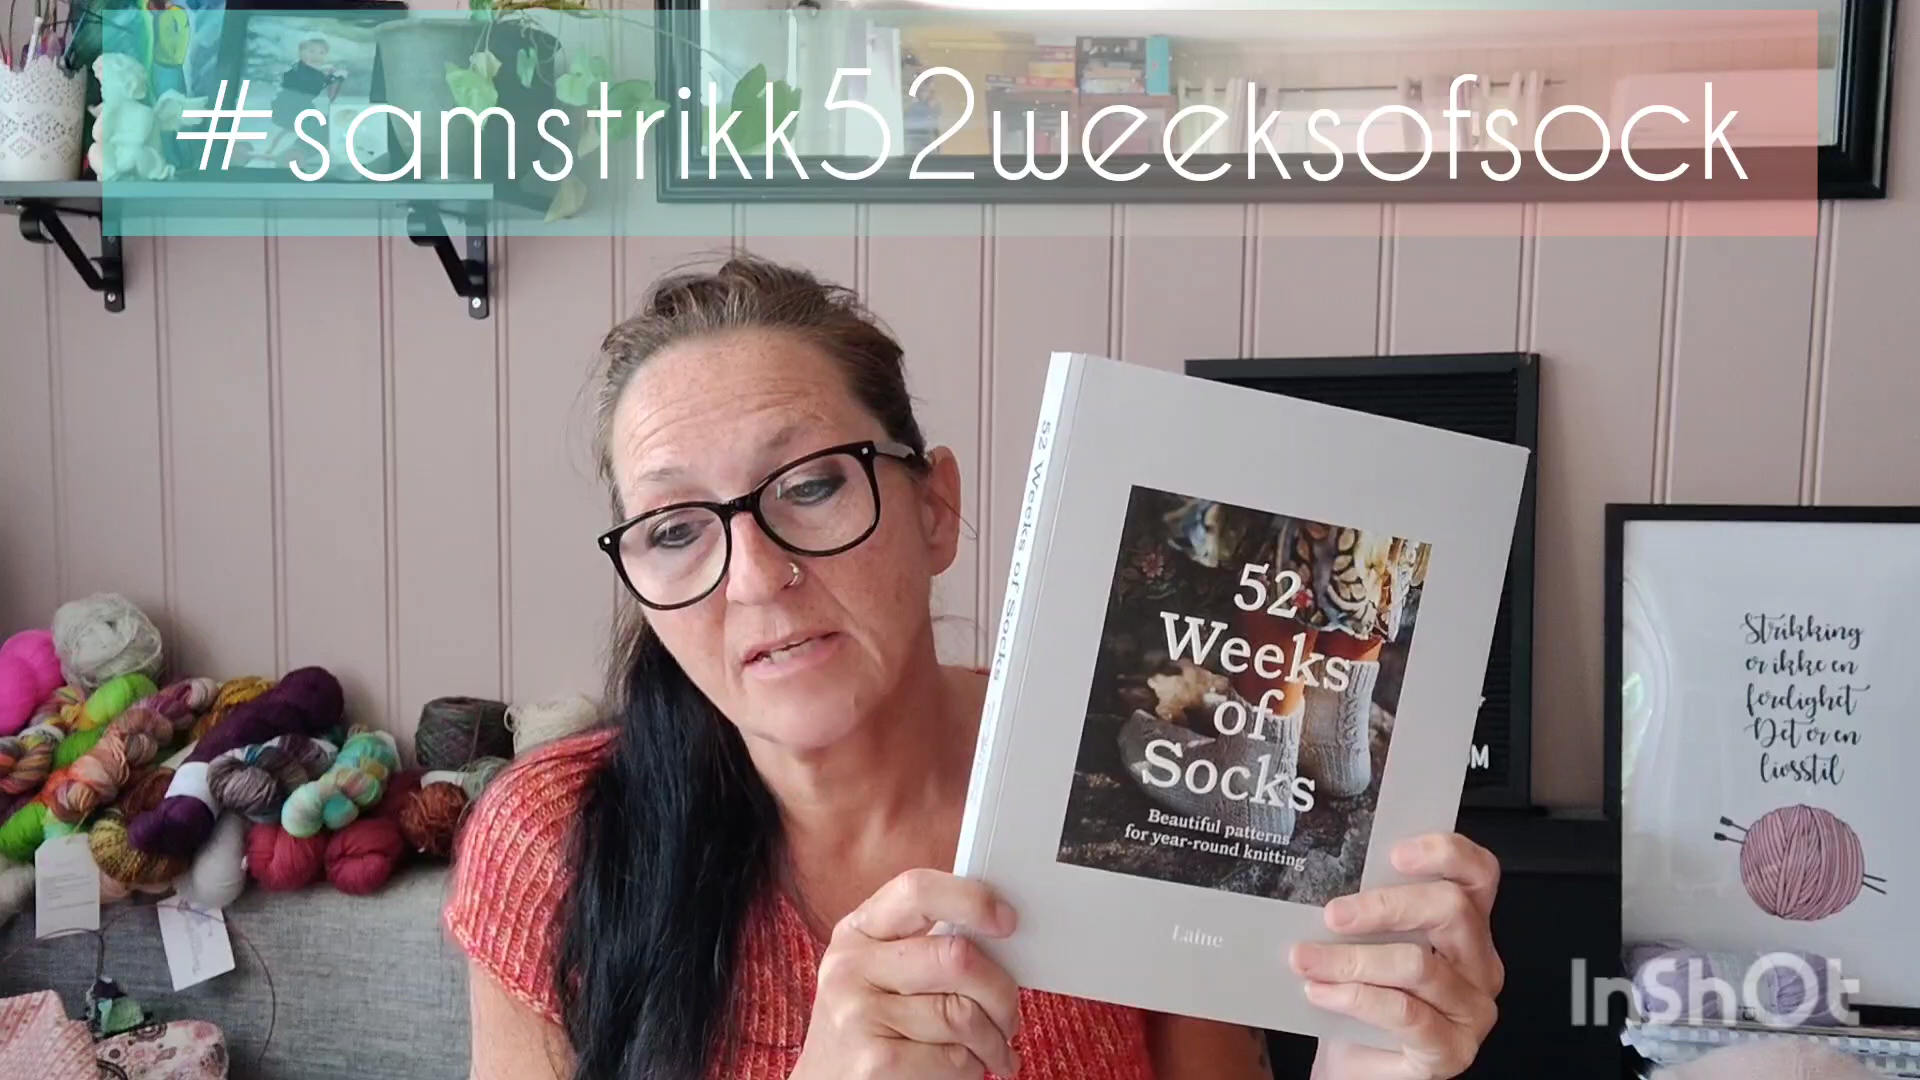 #samstrikk52weeksofsock
52 Weeks of Socks
52
Weeks
of
Socks
Beautiful patterns
for year-round knitting
Laine
M
Strikking
er ikke en
ferdighet
Det er en
livsstil
InShOt